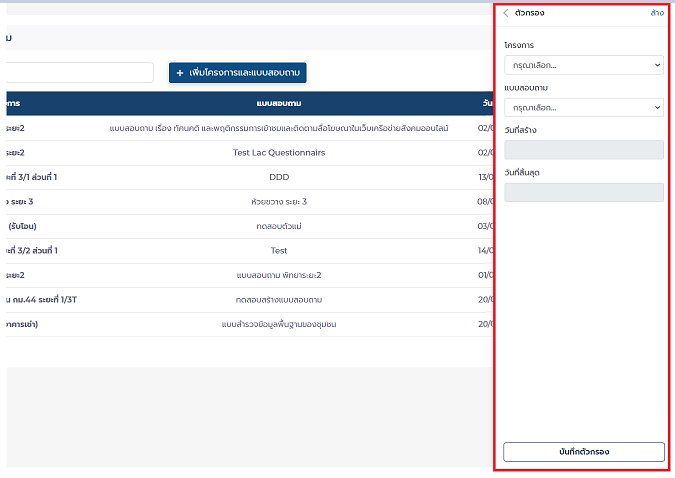 ตัวกรอง ล้าง
โครงการ
กรุณาเลือก...
แบบสอบถาม
กรุณาเลือก...
วันที่สร้าง
วันที่สิ้นสุด
บันทึกตัวกรอง
+ เพิ่มโครงการและแบบสอบถาม
แบบสอบถาม วัน
ระยะ2 แบบสอบถาม เรื่อง ทัศนคติ และพฤติกรรมการเข้าชมและติดตามสื่อโฆษณาในเว็บเครือข่ายสังคมออนไลน์ 02/0
ระยะ2 Test Lac Questionnairs 02/0
ะที่ 3/1 ส่วนที่ 1 DDD 13/0
ง ระยะ 3 ห้วยขวาง ระยะ 3 08/0
(รับโอน) ทดสอบตัวแม่ 03/0
ะที่ 3/2 ส่วนที่ 1 Test 14/0
ระยะ2 แบบสอบถาม พัทยาระยะ2 01/0
น กม.44 ระยะที่ 1/3T ทดสอบสร้างแบบสอบถาม 20/0
าคารเช่า) แบบสำรวจข้อมูลพื้นฐานของชุมชน 20/0